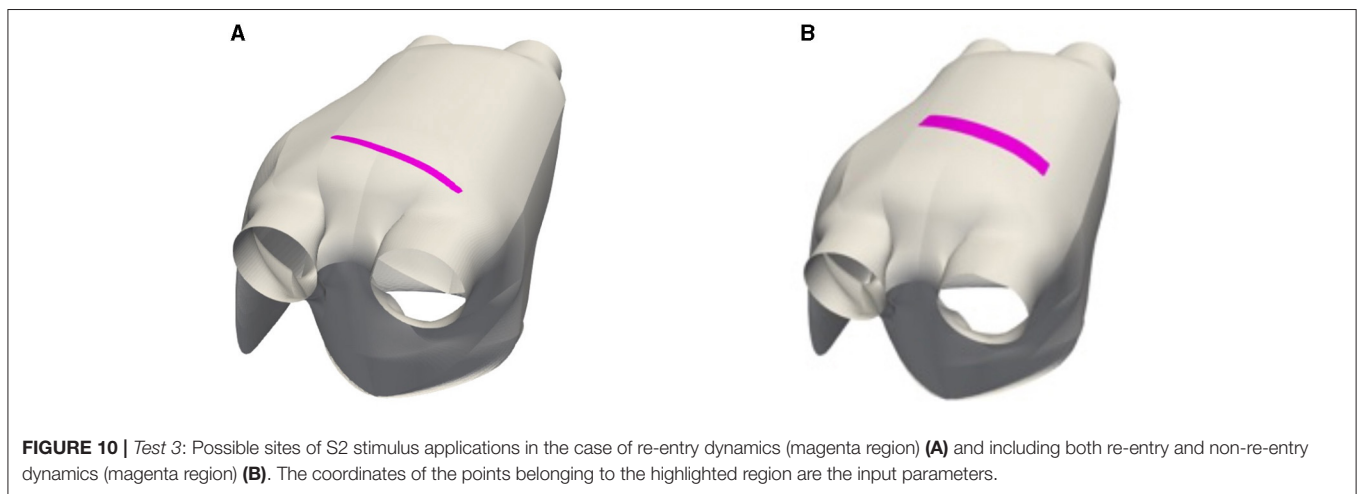 A
B
FIGURE 10 | Test 3: Possible sites of S2 stimulus applications in the case of re-entry dynamics (magenta region) (A) and including both re-entry and non-re-entry
dynamics (magenta region) (B). The coordinates of the points belonging to the highlighted region are the input parameters.